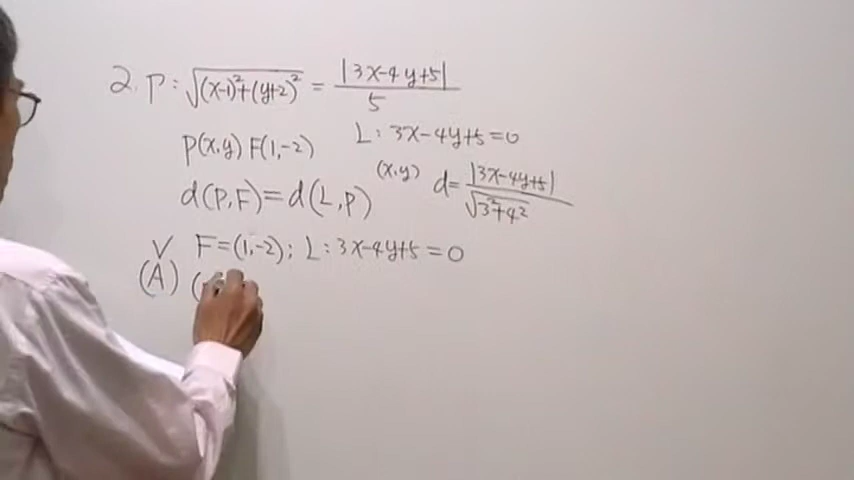 2. P: √((x-1)²+(y+2)²) = |3x-4y+5| / 5
P(x,y) F(1,-2) L: 3x-4y+5=0
d(P,F)=d(L,P) (x,y) d= |3x-4y+5| / √(3²+4²)
V F=(1,-2); L: 3x-4y+5=0
(A) (